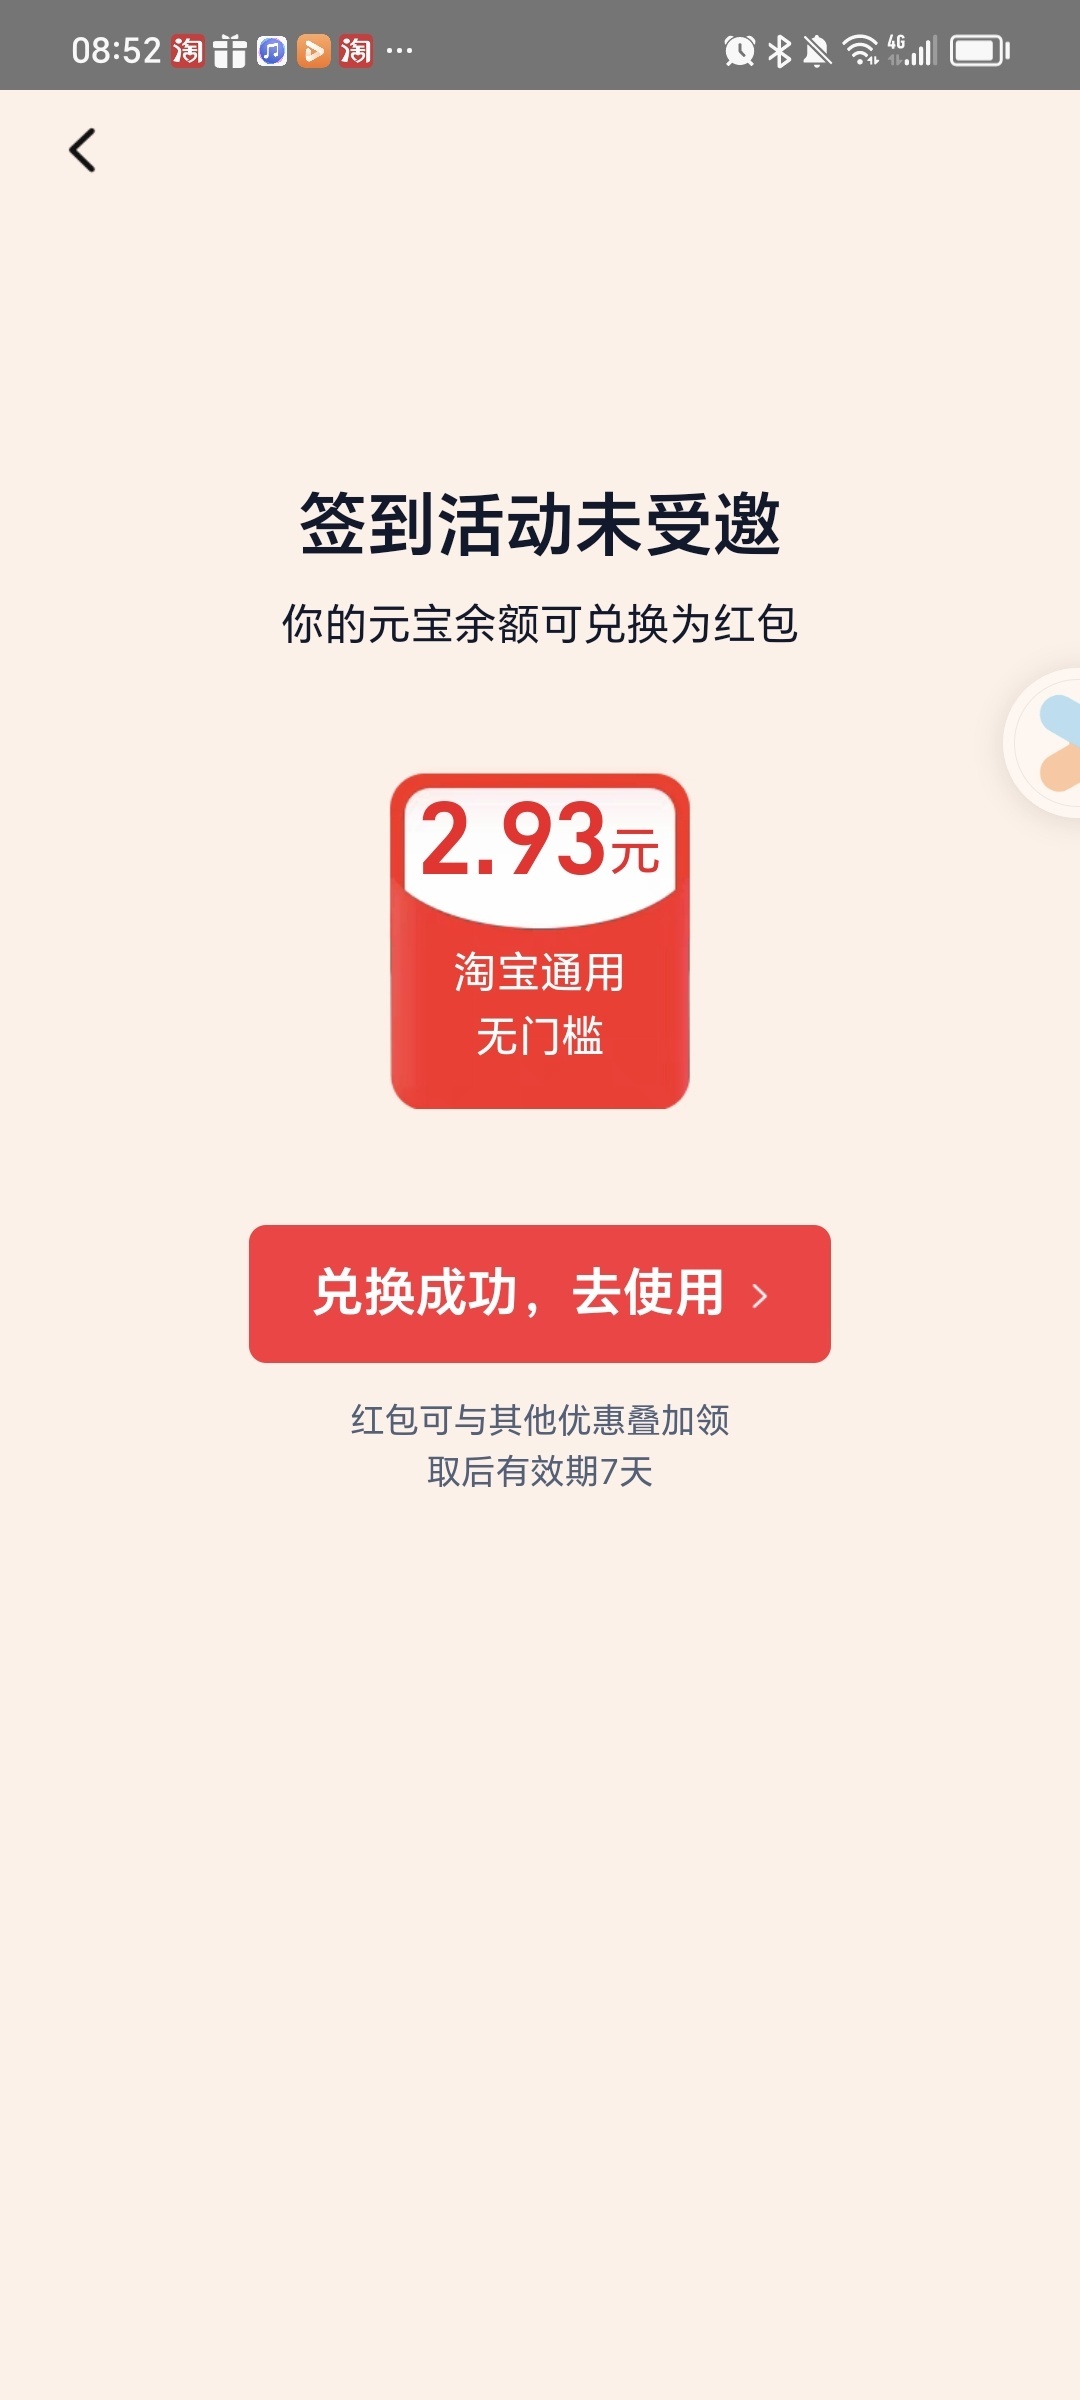 08:52 淘 淘 ··· 4G
签到活动未受邀
你的元宝余额可兑换为红包
2.93元
淘宝通用
无门槛
兑换成功，去使用 >
红包可与其他优惠叠加领
取后有效期7天